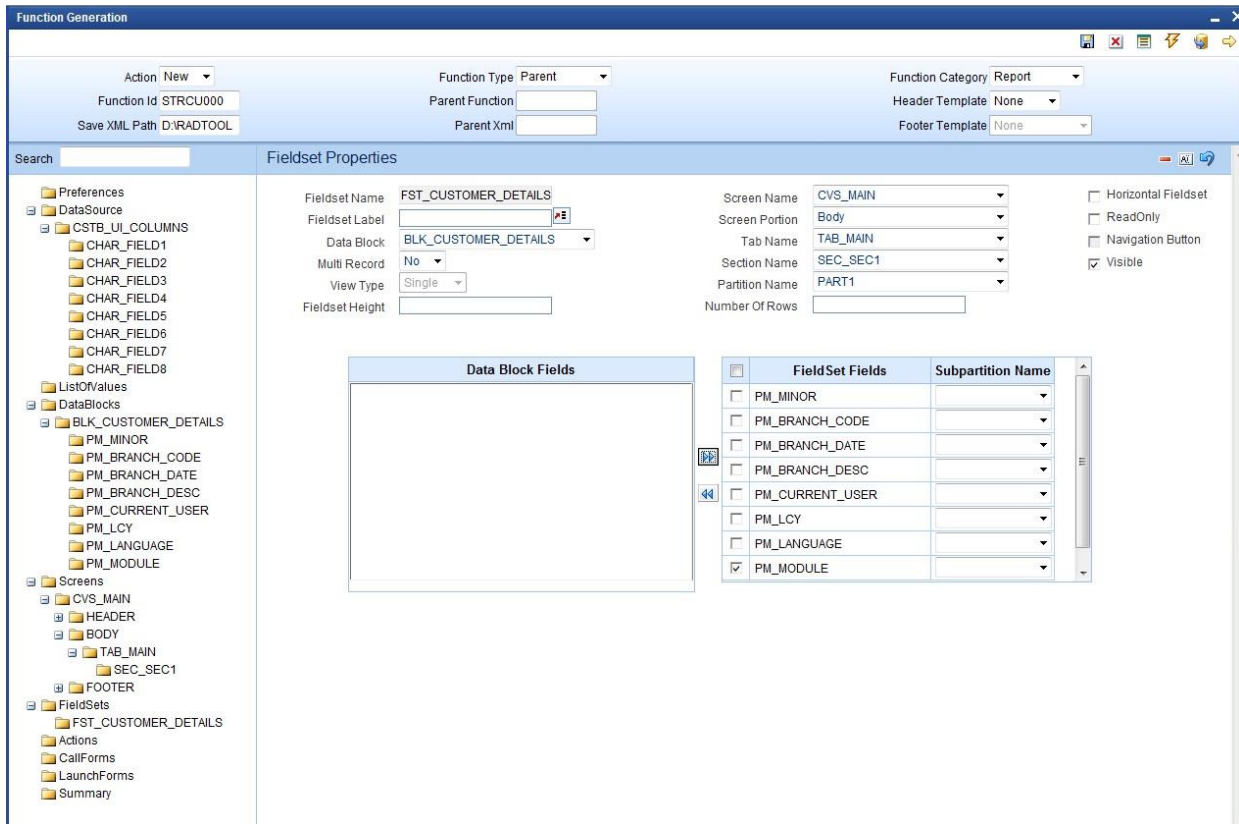 Function Generation
Action New
Function Type Parent
Function Category Report
Function Id STRCU000
Parent Function
Header Template None
Save XML Path D:\RADTOOL
Parent Xml
Footer Template None
Search
Preferences
DataSource
CSTB_UI_COLUMNS
CHAR_FIELD1
CHAR_FIELD2
CHAR_FIELD3
CHAR_FIELD4
CHAR_FIELD5
CHAR_FIELD6
CHAR_FIELD7
CHAR_FIELD8
ListOfValues
DataBlocks
BLK_CUSTOMER_DETAILS
PM_MINOR
PM_BRANCH_CODE
PM_BRANCH_DATE
PM_BRANCH_DESC
PM_CURRENT_USER
PM_LCY
PM_LANGUAGE
PM_MODULE
Screens
CVS_MAIN
HEADER
BODY
TAB_MAIN
SEC_SEC1
FOOTER
FieldSets
FST_CUSTOMER_DETAILS
Actions
CallForms
LaunchForms
Summary
Fieldset Properties
Fieldset Name FST_CUSTOMER_DETAILS
Fieldset Label
Data Block BLK_CUSTOMER_DETAILS
Multi Record No
View Type Single
Fieldset Height
Screen Name CVS_MAIN
Screen Portion Body
Tab Name TAB_MAIN
Section Name SEC_SEC1
Partition Name PART1
Number Of Rows
Horizontal Fieldset
ReadOnly
Navigation Button
Visible
Data Block Fields
FieldSet Fields Subpartition Name
PM_MINOR
PM_BRANCH_CODE
PM_BRANCH_DATE
PM_BRANCH_DESC
PM_CURRENT_USER
PM_LCY
PM_LANGUAGE
PM_MODULE